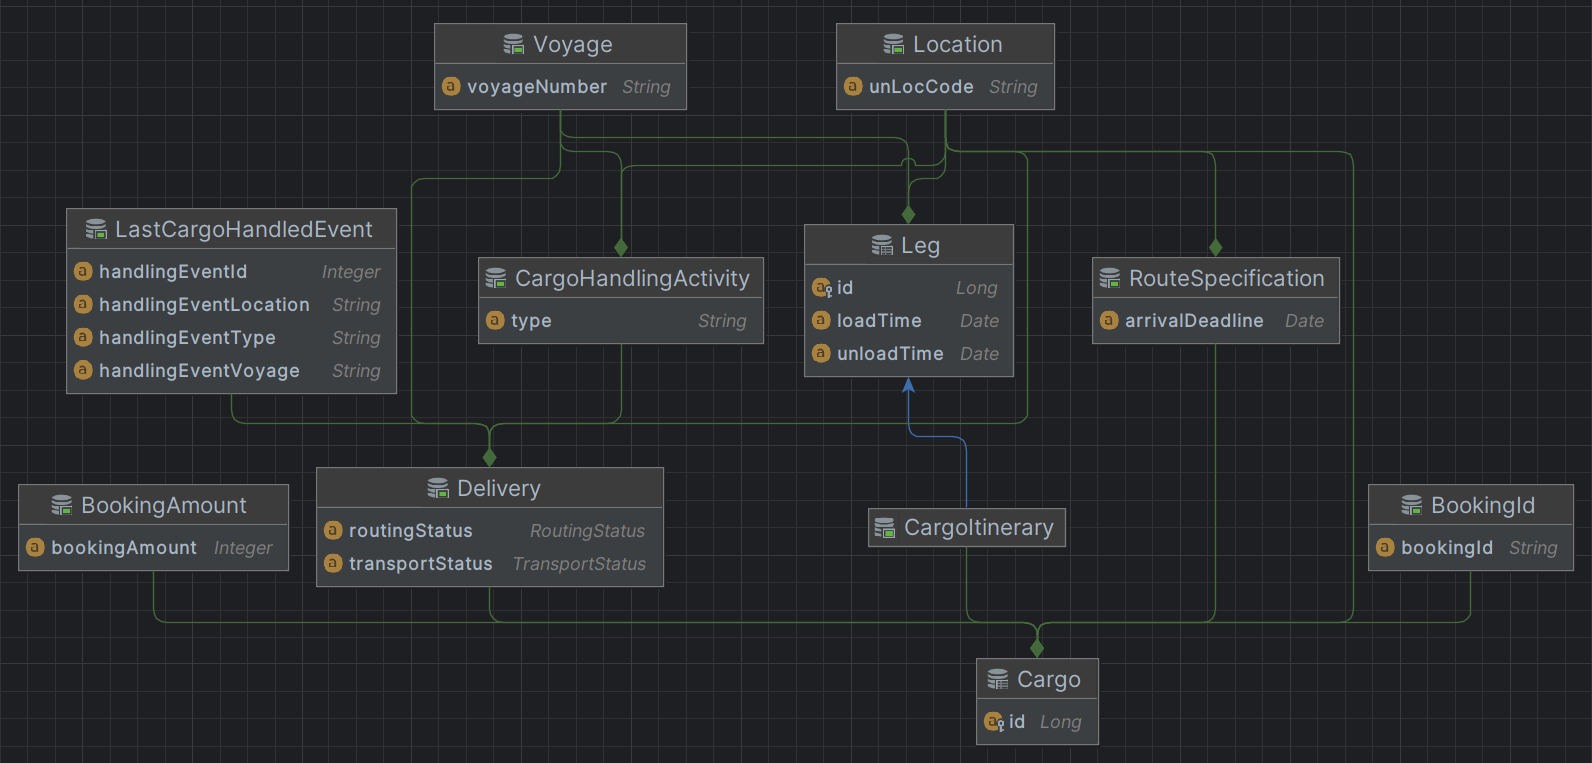 Voyage
voyageNumber String
Location
unLocCode String
LastCargoHandledEvent
handlingEventId Integer
handlingEventLocation String
handlingEventType String
handlingEventVoyage String
CargoHandlingActivity
type String
Leg
id Long
loadTime Date
unloadTime Date
RouteSpecification
arrivalDeadline Date
BookingAmount
bookingAmount Integer
Delivery
routingStatus RoutingStatus
transportStatus TransportStatus
CargoItinerary
BookingId
bookingId String
Cargo
id Long